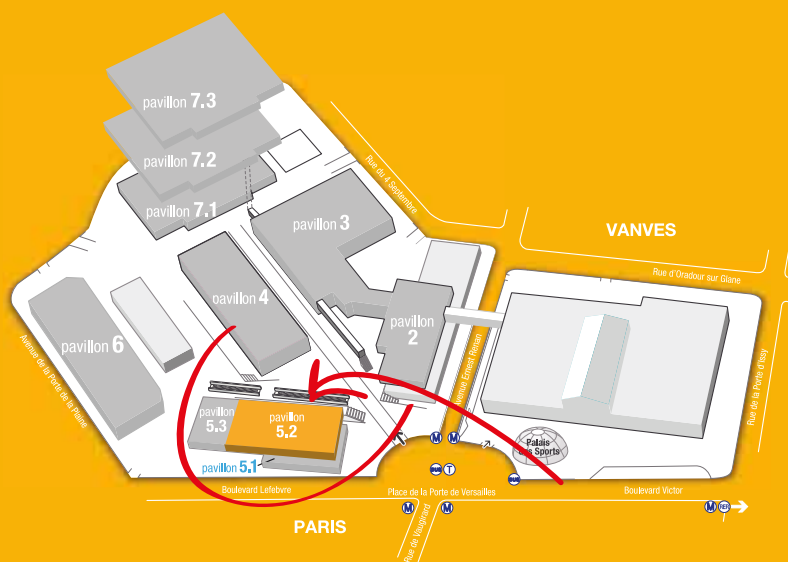 pavillon 7.3
pavillon 7.2
pavillon 7.1
Rue du 4 Septembre
pavillon 3
VANVES
Rue d'Oradour sur Glane
pavillon 4
pavillon
2
pavillon 6
Avenue de la Porte de la Plaine
Avenue Ernest Renan
Rue de la Porte d'Issy
pavillon
5.3
pavillon
5.2
pavillon 5.1
M M
Palais
des Sports
BUS T
BUS
Boulevard Lefebvre
Place de la Porte de Versailles
Boulevard Victor
M M
M RER
PARIS
Rue de Vaugirard